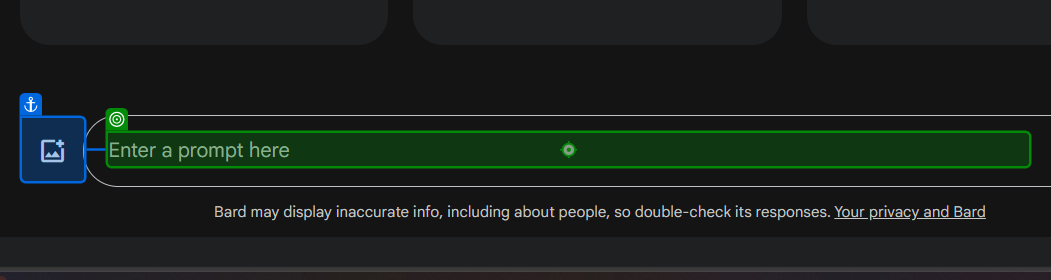 Enter a prompt here
Bard may display inaccurate info, including about people, so double-check its responses. Your privacy and Bard